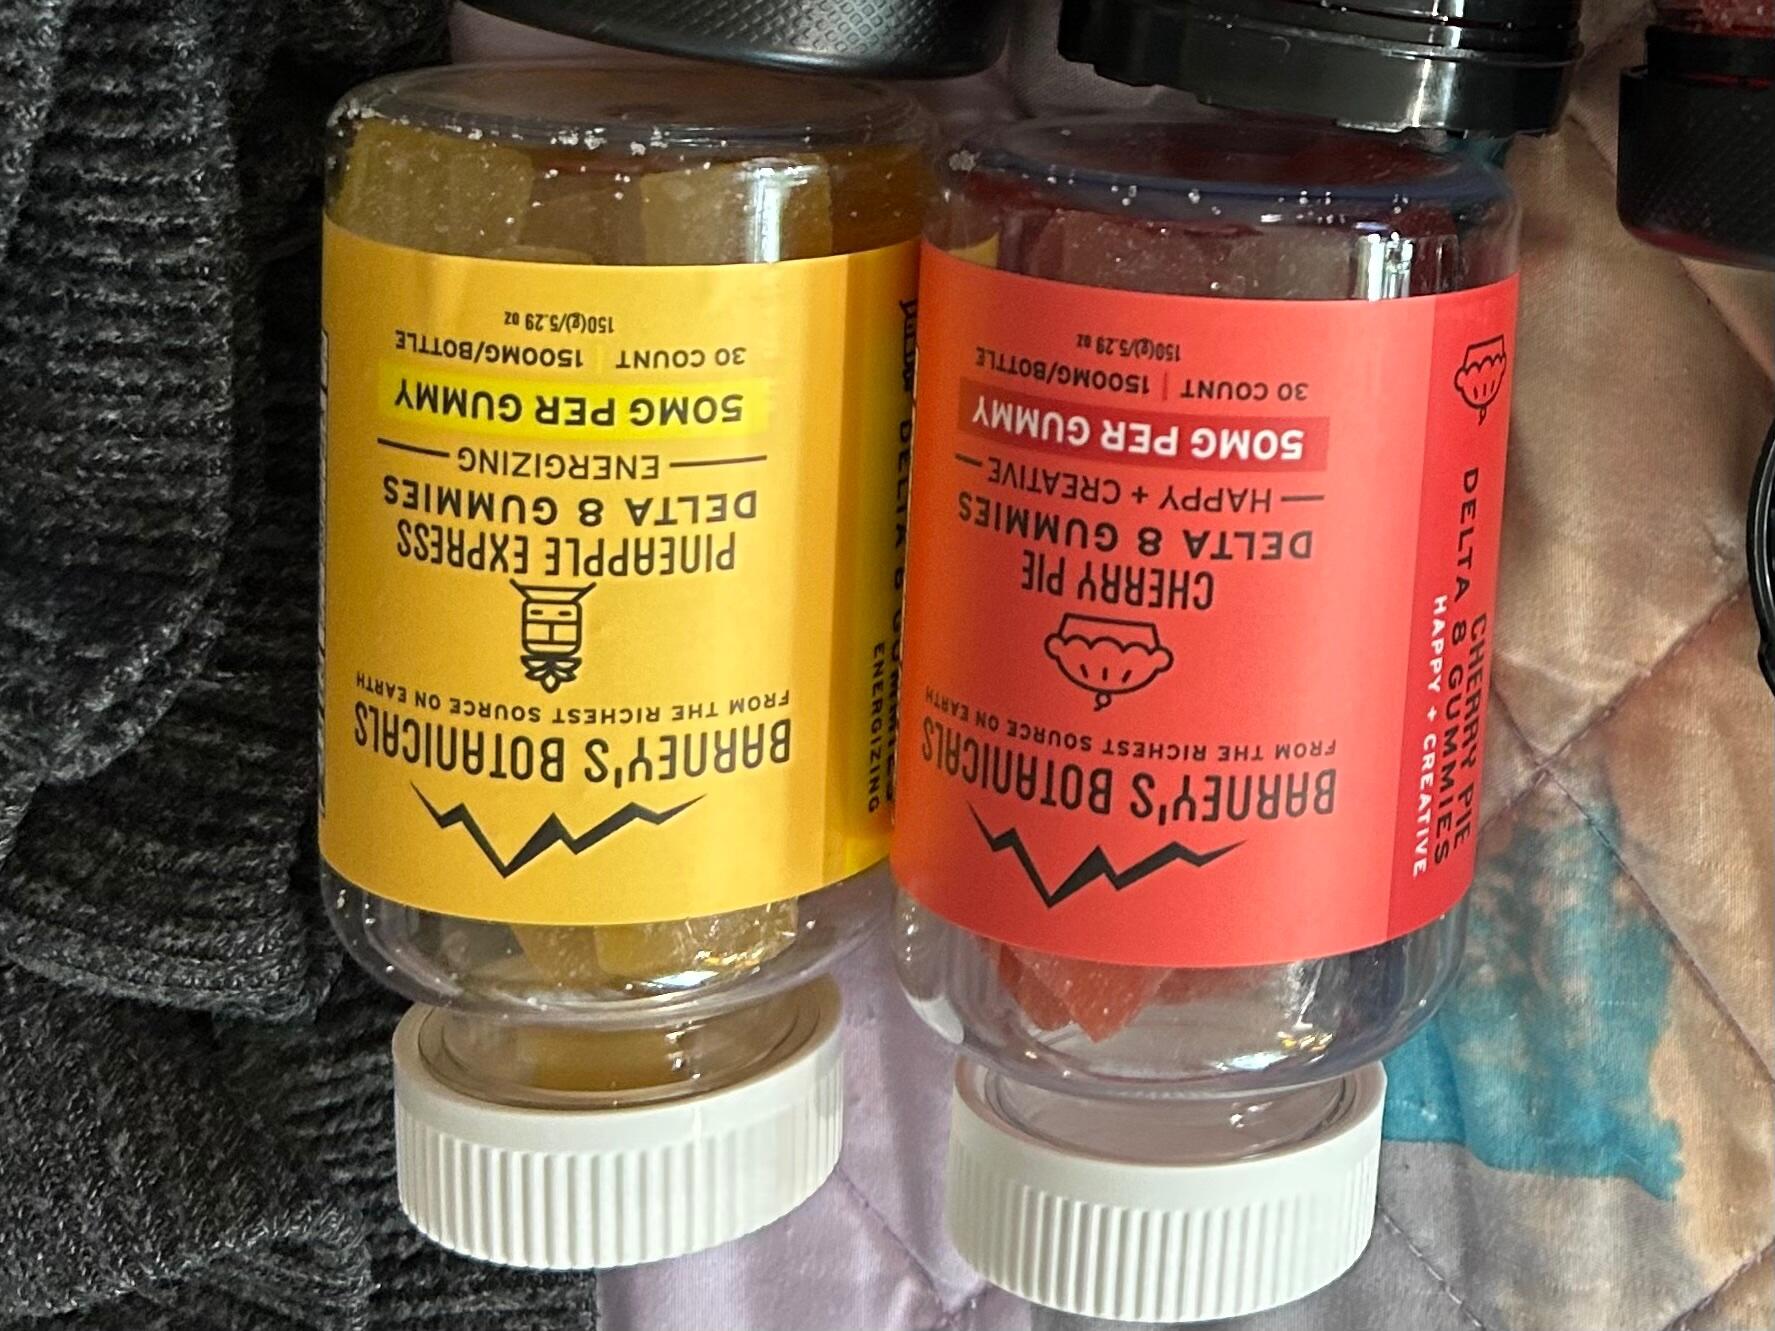 BARNEY'S BOTANICALS
FROM THE RICHEST SOURCE ON EARTH
PINEAPPLE EXPRESS
DELTA 8 GUMMIES
ENERGIZING
50MG PER GUMMY
30 COUNT | 1500MG/BOTTLE
150(g)/5.29 oz
DELTA 8 GUMMIES
ENERGIZING
BARNEY'S BOTANICALS
FROM THE RICHEST SOURCE ON EARTH
CHERRY PIE
DELTA 8 GUMMIES
HAPPY + CREATIVE
50MG PER GUMMY
30 COUNT | 1500MG/BOTTLE
150(g)/5.29 oz
CHERRY PIE
DELTA 8 GUMMIES
HAPPY + CREATIVE